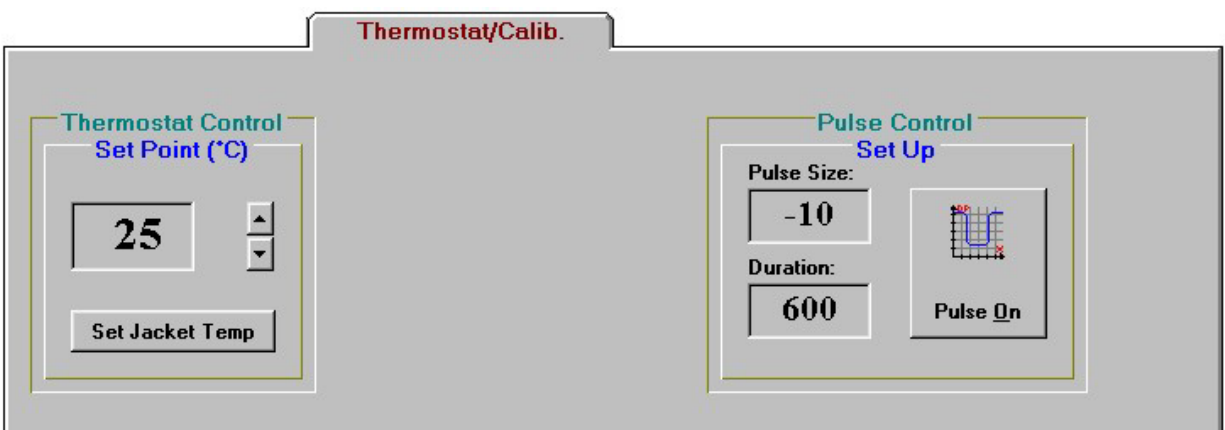 Thermostat/Calib.
Thermostat Control
Set Point (°C)
25
Set Jacket Temp
Pulse Control
Set Up
Pulse Size:
-10
Duration:
600
Pulse On